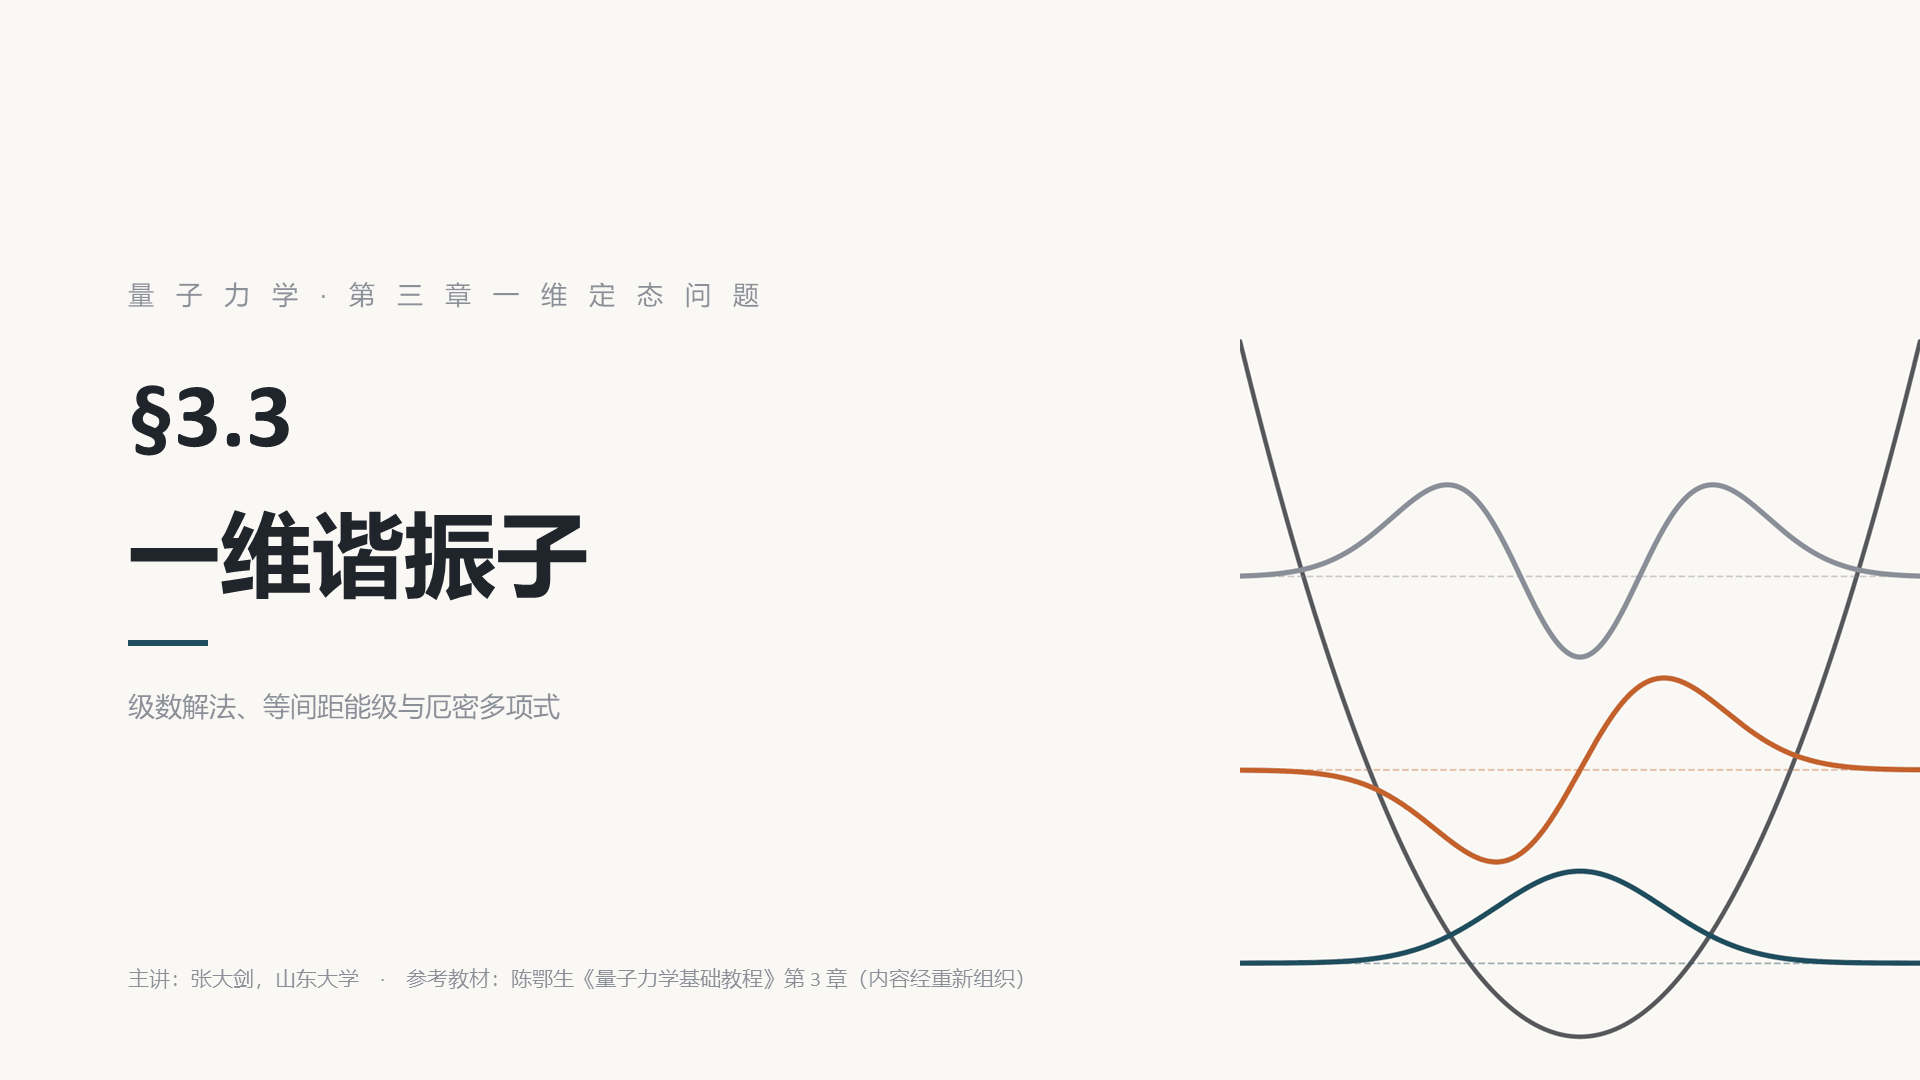 量子力学·第三章一维定态问题
§3.3
一维谐振子
级数解法、等间距能级与厄密多项式
主讲：张大剑，山东大学 · 参考教材：陈鄂生《量子力学基础教程》第 3 章（内容经重新组织）